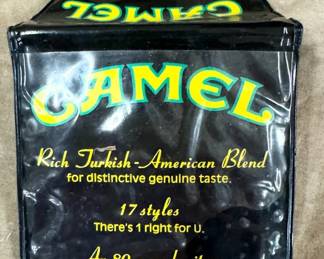 CAMEL
CAMEL
Rich Turkish-American Blend
for distinctive genuine taste.
17 styles
There's 1 right for U.